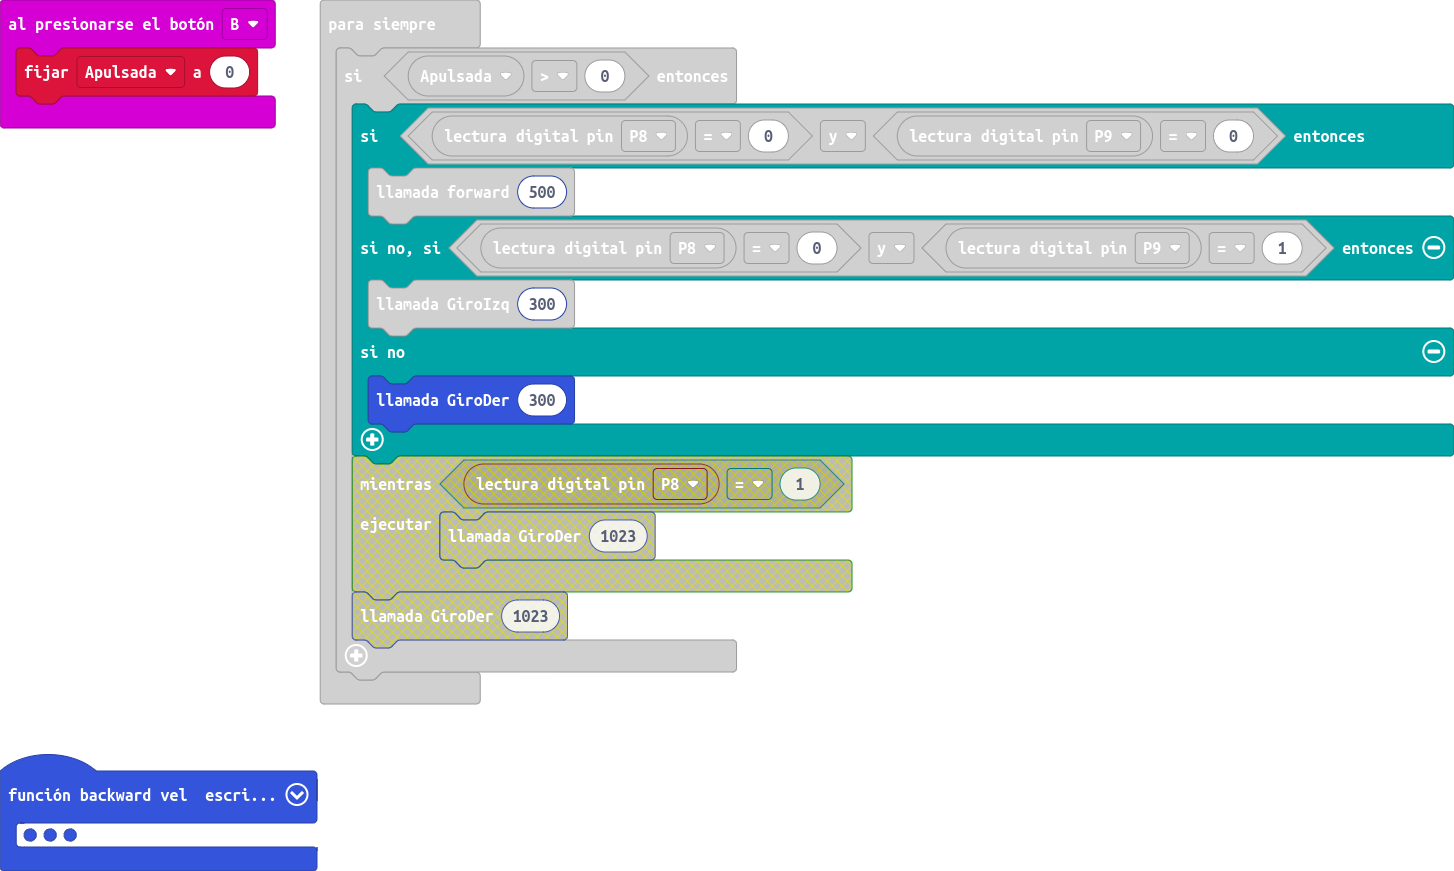 al presionarse el botón B
fijar Apulsada a 0
para siempre
si Apulsada > 0 entonces
si lectura digital pin P8 = 0 y lectura digital pin P9 = 0 entonces
llamada forward 500
si no, si lectura digital pin P8 = 0 y lectura digital pin P9 = 1 entonces
llamada GiroIzq 300
si no
llamada GiroDer 300
mientras lectura digital pin P8 = 1
ejecutar llamada GiroDer 1023
llamada GiroDer 1023
función backward vel escri...